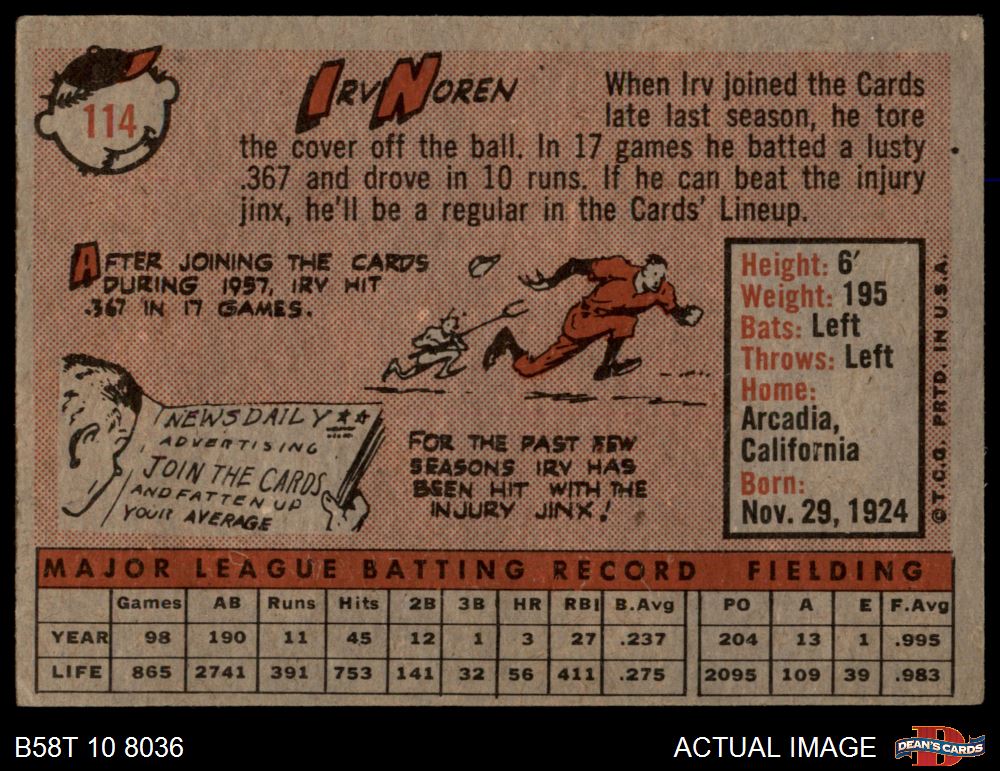 114
IRV NOREN
When Irv joined the Cards
late last season, he tore
the cover off the ball. In 17 games he batted a lusty
.367 and drove in 10 runs. If he can beat the injury
jinx, he'll be a regular in the Cards' Lineup.
AFTER JOINING THE CARDS
DURING 1957, IRV HIT
.367 IN 17 GAMES.
NEWS DAILY
ADVERTISING
JOIN THE CARDS
AND FATTEN UP
YOUR AVERAGE
FOR THE PAST FEW
SEASONS IRV HAS
BEEN HIT WITH THE
INJURY JINX!
Height: 6′
Weight: 195
Bats: Left
Throws: Left
Home:
Arcadia,
California
Born:
Nov. 29, 1924
© T.C.G. PRTD. IN U.S.A.
MAJOR LEAGUE BATTING RECORD FIELDING
Games AB Runs Hits 2B 3B HR RBI B.Avg PO A E F.Avg
YEAR 98 190 11 45 12 1 3 27 .237 204 13 1 .995
LIFE 865 2741 391 753 141 32 56 411 .275 2095 109 39 .983
B58T 10 8036
ACTUAL IMAGE
D
DEAN'S CARDS